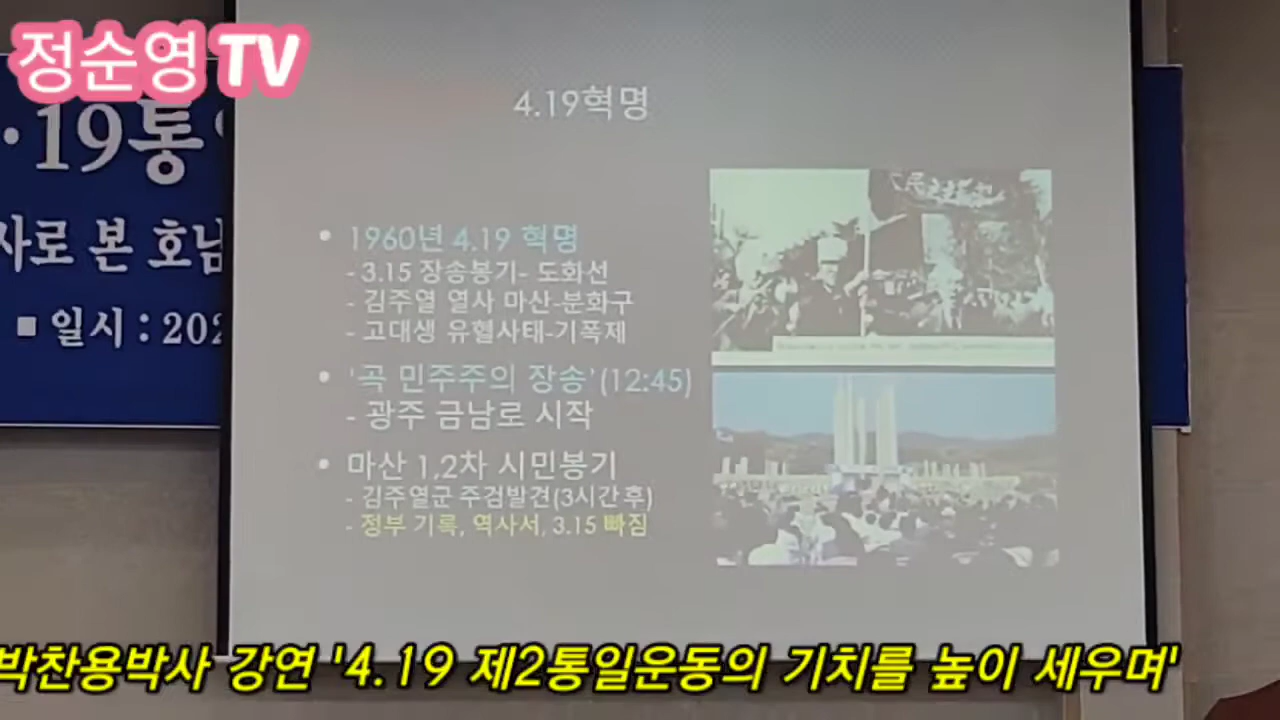 정순영 TV
·19통일
사로 본 호남
■ 일시 : 202
4.19혁명
• 1960년 4.19 혁명
- 3.15 장송봉기- 도화선
- 김주열 열사 마산-분화구
- 고대생 유혈사태-기폭제
• '곡 민주주의 장송'(12:45)
- 광주 금남로 시작
• 마산 1,2차 시민봉기
- 김주열군 주검발견(3시간 후)
- 정부 기록, 역사서, 3.15 빠짐
박찬용박사 강연 '4.19 제2통일운동의 기치를 높이 세우며'